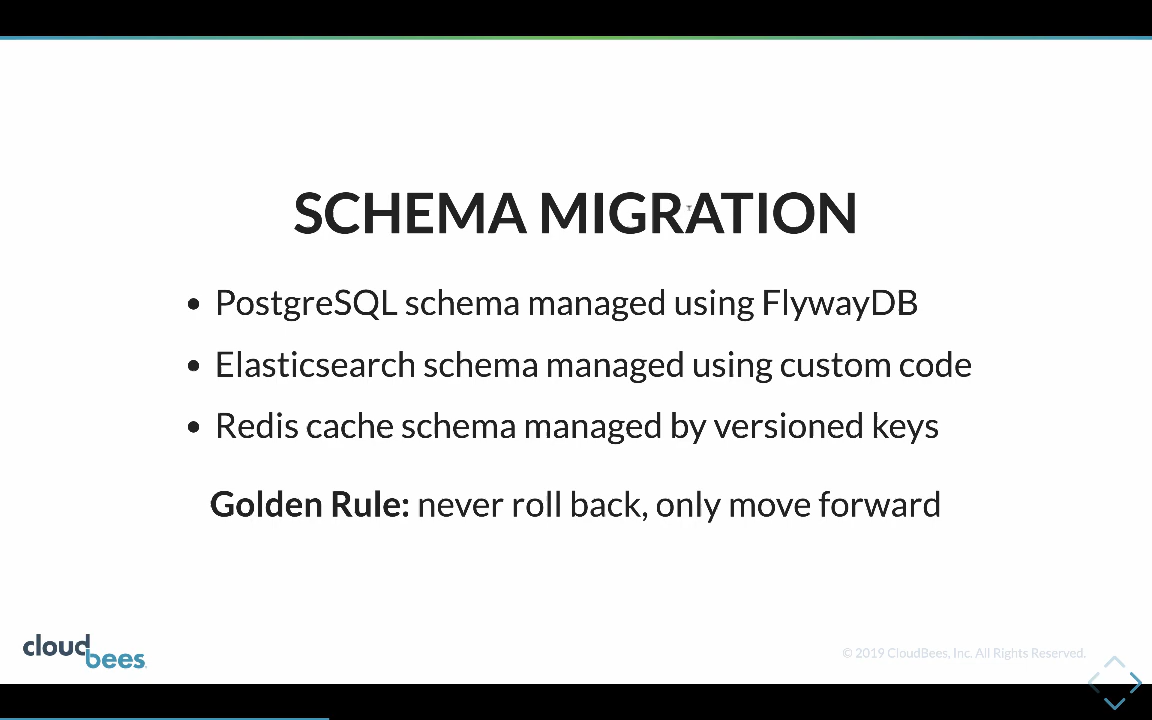 SCHEMA MIGRATION
• PostgreSQL schema managed using FlywayDB
• Elasticsearch schema managed using custom code
• Redis cache schema managed by versioned keys
Golden Rule: never roll back, only move forward
cloudbees
© 2019 CloudBees, Inc. All Rights Reserved.